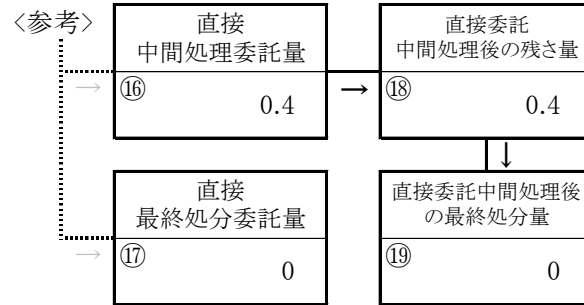 〈参考〉
直接
中間処理委託量
→
⑯
0.4
→
直接委託
中間処理後の残さ量
⑱
0.4
↓
直接
最終処分委託量
→
⑰
0
直接委託中間処理後
の最終処分量
⑲
0